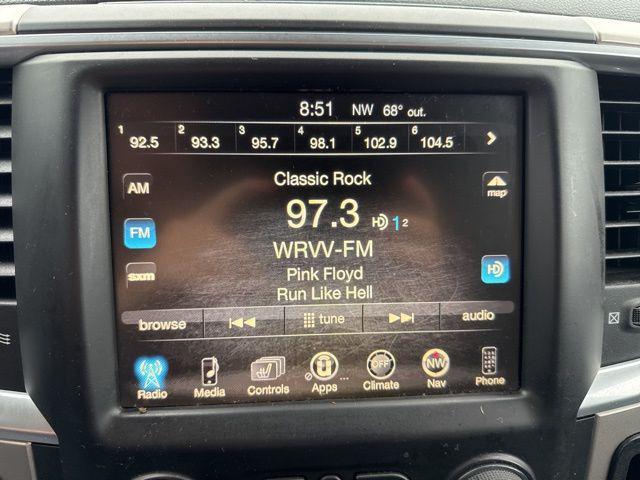 8:51 NW 68° out.
1 92.5 2 93.3 3 95.7 4 98.1 5 102.9 6 104.5
Classic Rock
AM
map
97.3 HD 1 2
FM
WRVV-FM
Pink Floyd
HD
sxm
Run Like Hell
browse tune audio
OFF NW
Radio Media Controls Apps Climate Nav Phone